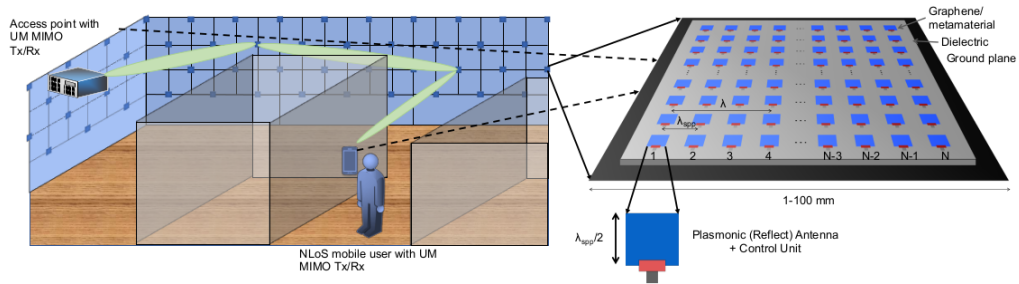 Access point with
UM MIMO
Tx/Rx
NLoS mobile user with UM
MIMO Tx/Rx
Graphene/
metamaterial
Dielectric
Ground plane
λ
λspp
1 2 3 4 ... N-3 N-2 N-1 N
1-100 mm
λspp/2
Plasmonic (Reflect) Antenna
+ Control Unit